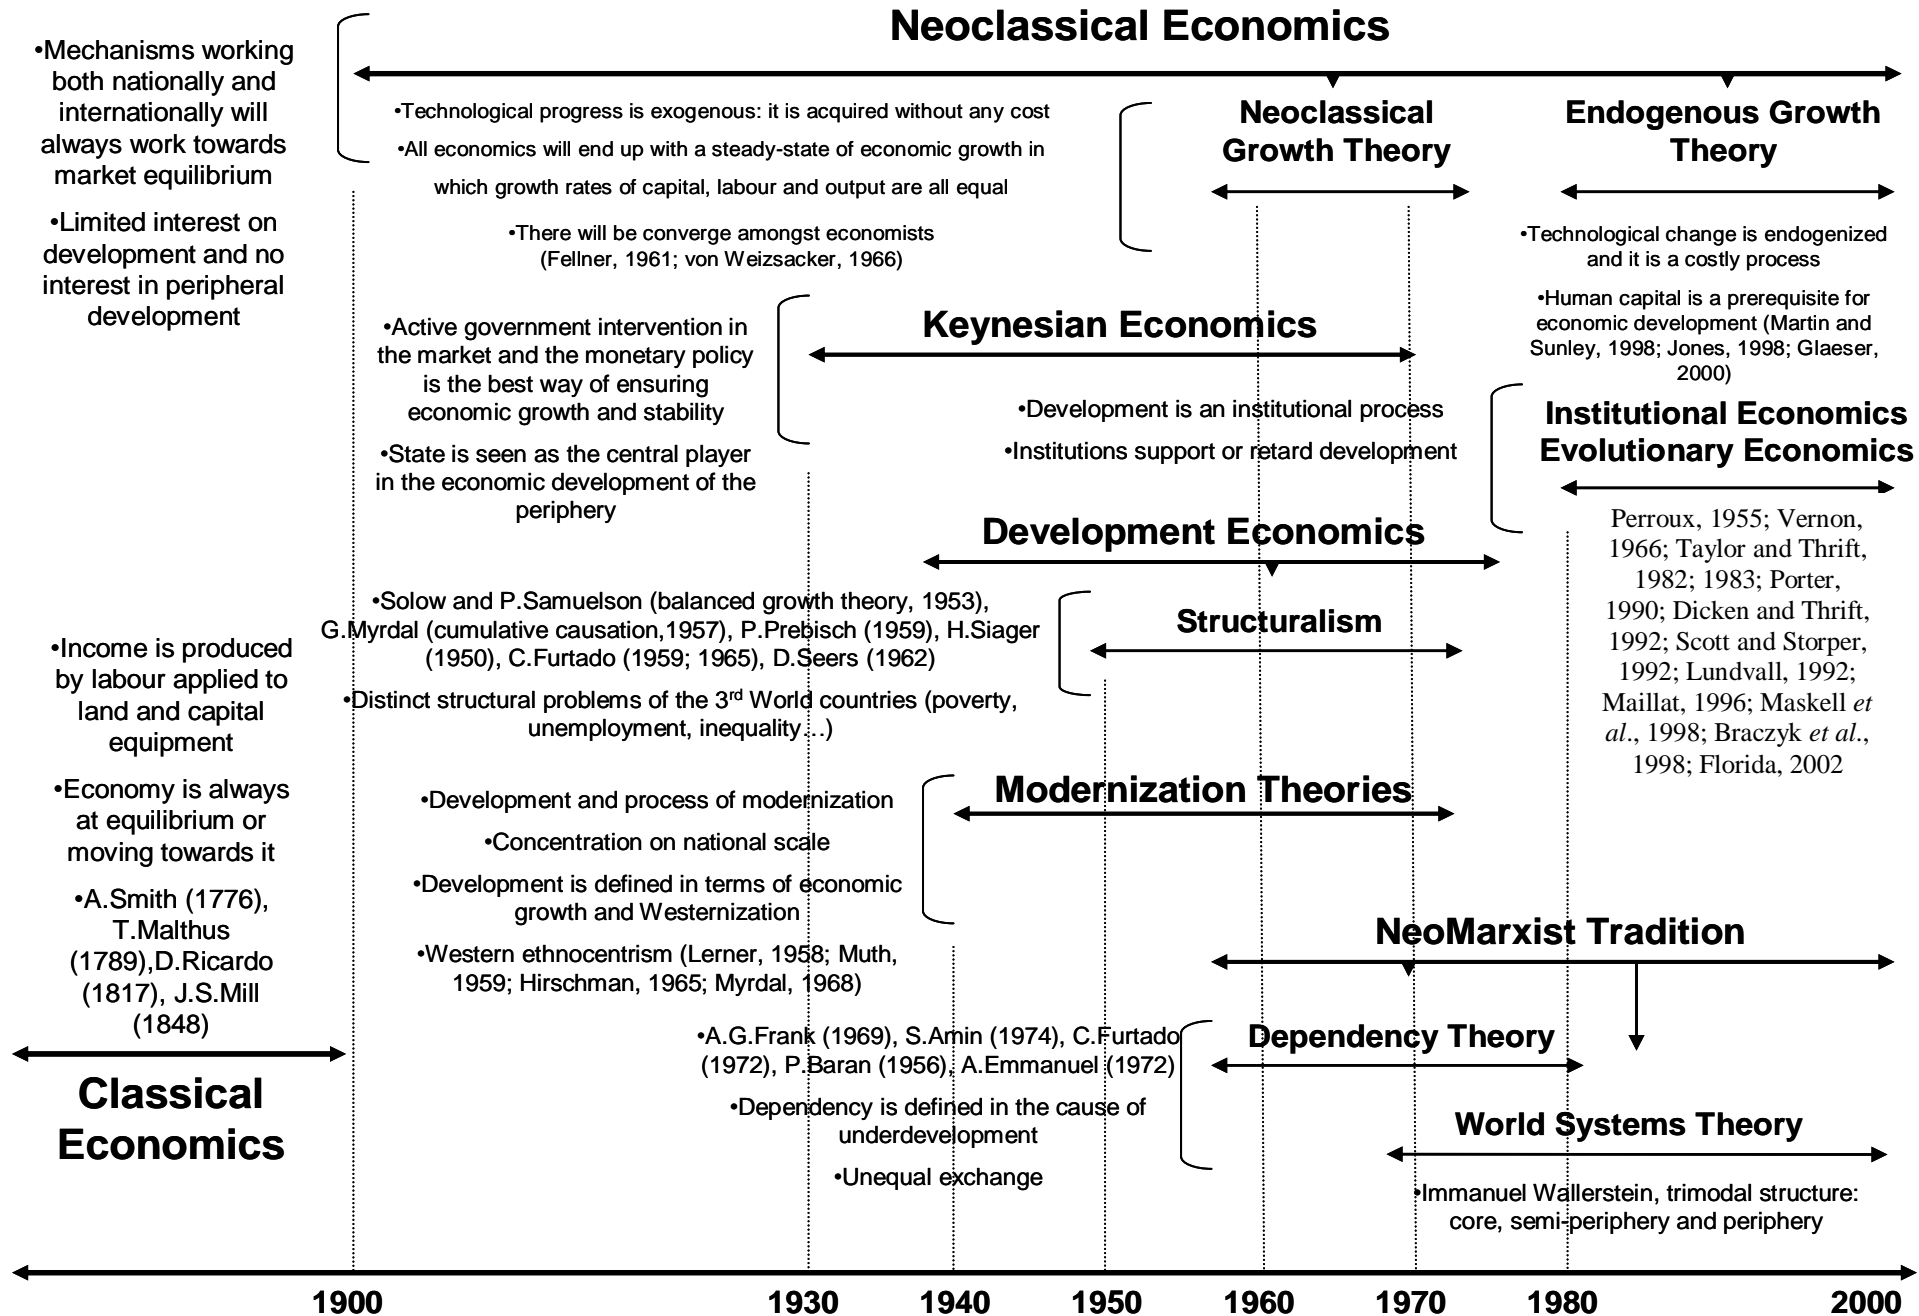 Neoclassical Economics
•Mechanisms working
both nationally and
internationally will
always work towards
market equilibrium
•Limited interest on
development and no
interest in peripheral
development
•Technological progress is exogenous: it is acquired without any cost
•All economics will end up with a steady-state of economic growth in
which growth rates of capital, labour and output are all equal
•There will be converge amongst economists
(Fellner, 1961; von Weizsacker, 1966)
Neoclassical
Growth Theory
Endogenous Growth
Theory
•Technological change is endogenized
and it is a costly process
•Human capital is a prerequisite for
economic development (Martin and
Sunley, 1998; Jones, 1998; Glaeser,
2000)
•Active government intervention in
the market and the monetary policy
is the best way of ensuring
economic growth and stability
•State is seen as the central player
in the economic development of the
periphery
Keynesian Economics
•Development is an institutional process
•Institutions support or retard development
Institutional Economics
Evolutionary Economics
Perroux, 1955; Vernon,
1966; Taylor and Thrift,
1982; 1983; Porter,
1990; Dicken and Thrift,
1992; Scott and Storper,
1992; Lundvall, 1992;
Maillat, 1996; Maskell et
al., 1998; Braczyk et al.,
1998; Florida, 2002
Development Economics
•Solow and P.Samuelson (balanced growth theory, 1953),
G.Myrdal (cumulative causation,1957), P.Prebisch (1959), H.Siager
(1950), C.Furtado (1959; 1965), D.Seers (1962)
•Distinct structural problems of the 3rd World countries (poverty,
unemployment, inequality…)
Structuralism
•Income is produced
by labour applied to
land and capital
equipment
•Economy is always
at equilibrium or
moving towards it
•A.Smith (1776),
T.Malthus
(1789),D.Ricardo
(1817), J.S.Mill
(1848)
Classical
Economics
•Development and process of modernization
•Concentration on national scale
•Development is defined in terms of economic
growth and Westernization
•Western ethnocentrism (Lerner, 1958; Muth,
1959; Hirschman, 1965; Myrdal, 1968)
Modernization Theories
NeoMarxist Tradition
•A.G.Frank (1969), S.Amin (1974), C.Furtado
(1972), P.Baran (1956), A.Emmanuel (1972)
•Dependency is defined in the cause of
underdevelopment
•Unequal exchange
Dependency Theory
World Systems Theory
•Immanuel Wallerstein, trimodal structure:
core, semi-periphery and periphery
1900 1930 1940 1950 1960 1970 1980 2000